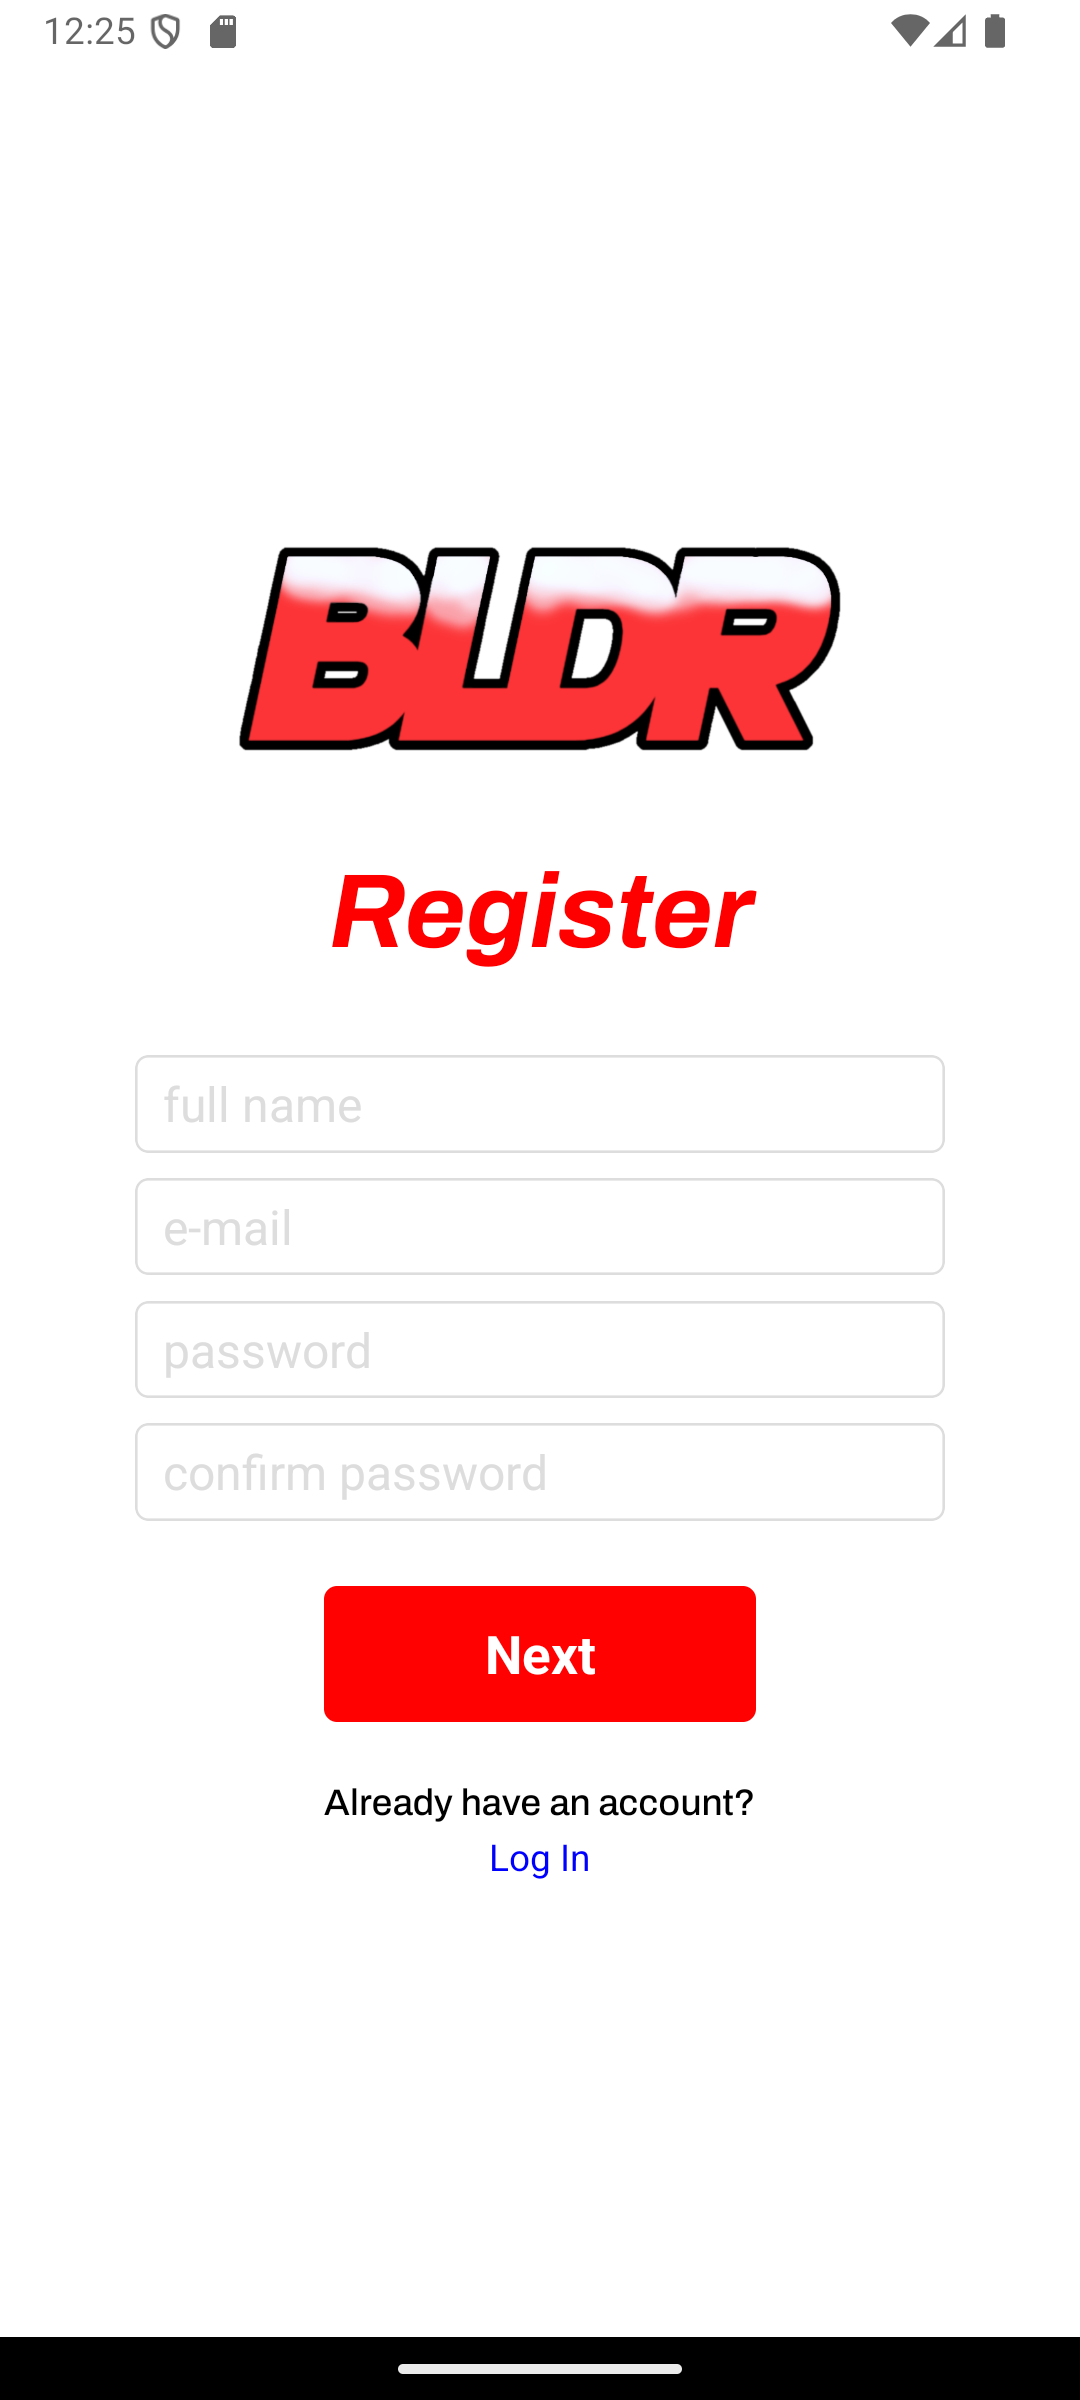 12:25
BLDR
Register
full name
e-mail
password
confirm password
Next
Already have an account?
Log In